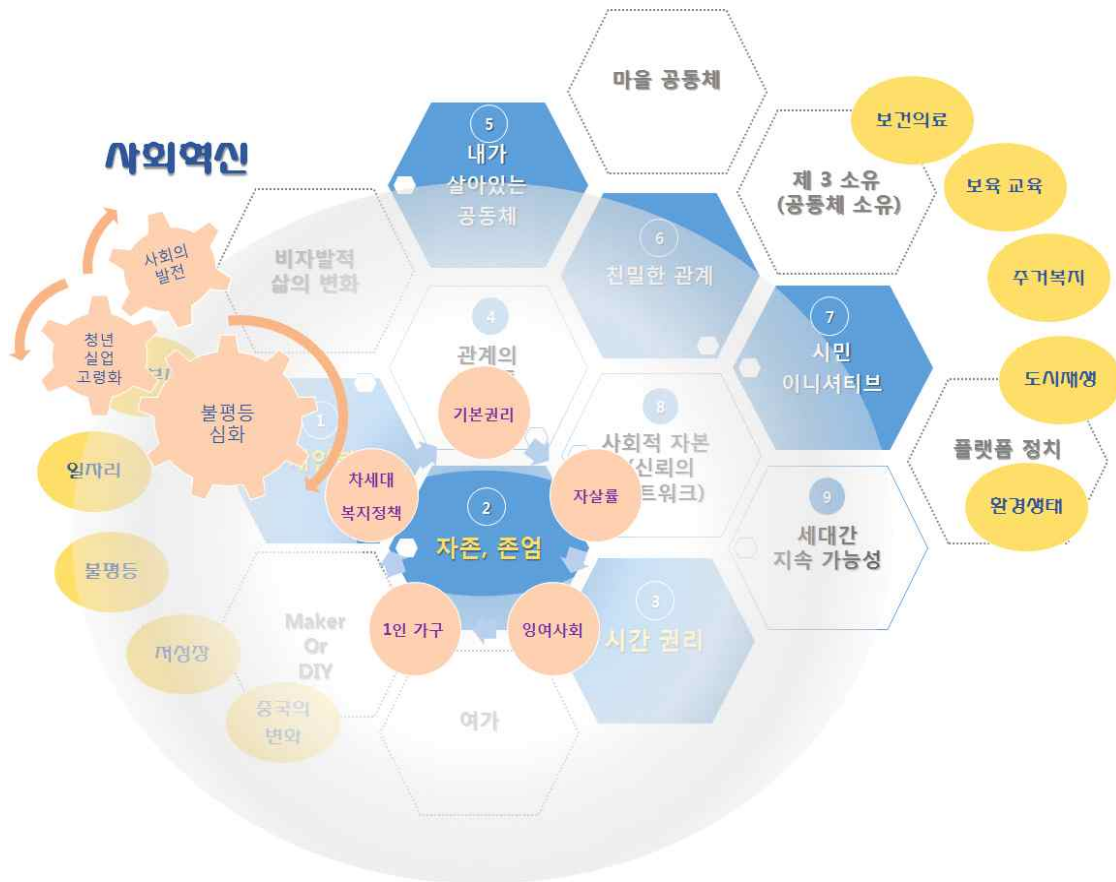 사회혁신
마을 공동체
5
내가
살아있는
공동체
보건의료
제 3 소유
(공동체 소유)
보육 교육
사회의
발전
비자발적
삶의 변화
6
친밀한 관계
주거복지
청년
실업
고령화
4
관계의
7
시민
이니셔티브
도시재생
불평등
심화
1
기본권리
8
사회적 자본
(신뢰의
트워크)
플랫폼 정치
일자리
차세대
복지정책
자살률
환경생태
2
자존, 존엄
9
세대간
지속 가능성
불평등
3
시간 권리
1인 가구
잉여사회
Maker
Or
DIY
저성장
중국의
변화
여가